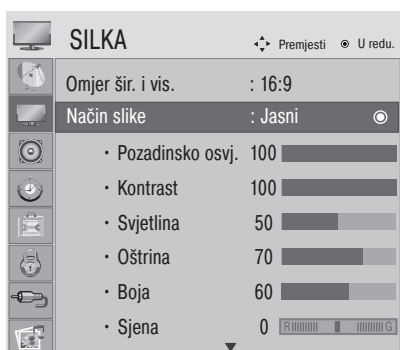 SILKA Premjesti U redu.
Omjer šir. i vis. : 16:9
Način slike : Jasni
• Pozadinsko osvj. 100
• Kontrast 100
• Svjetlina 50
• Oštrina 70
• Boja 60
• Sjena 0 R G